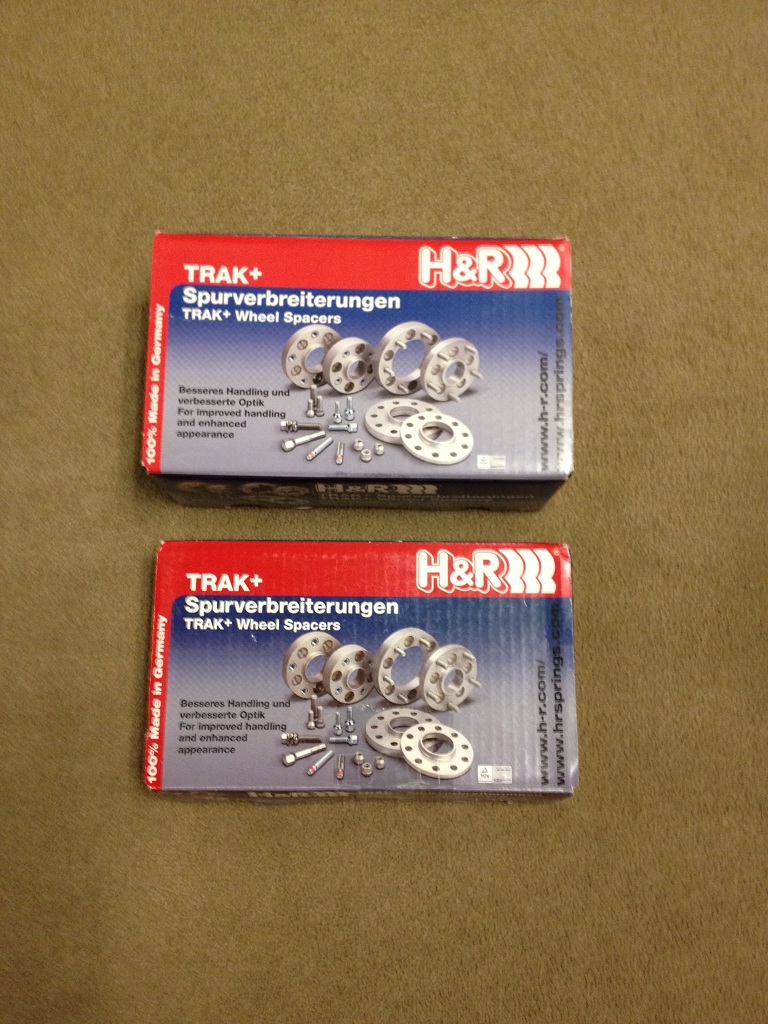 TRAK+
H&R
Spurverbreiterungen
TRAK+ Wheel Spacers
Besseres Handling und
verbesserte Optik
For improved handling
and enhanced
appearance
100% Made in Germany
www.h-r.com/
www.hrsprings.com
H&R
TRAK+ Spurverbreiterungen
TRAK+
H&R
Spurverbreiterungen
TRAK+ Wheel Spacers
Besseres Handling und
verbesserte Optik
For improved handling
and enhanced
appearance
100% Made in Germany
www.h-r.com/
www.hrsprings.com